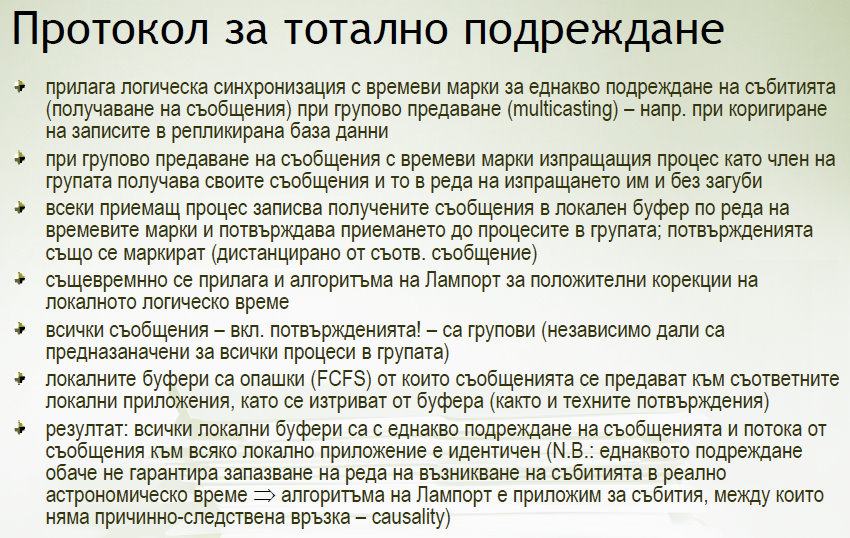 Протокол за тотално подреждане
прилага логическа синхронизация с времеви марки за еднакво подреждане на събитията
(получаване на съобщения) при групово предаване (multicasting) – напр. при коригиране
на записите в репликирана база данни
при групово предаване на съобщения с времеви марки изпращащия процес като член на
групата получава своите съобщения и то в реда на изпращането им и без загуби
всеки приемащ процес записва получените съобщения в локален буфер по реда на
времевите марки и потвърждава приемането до процесите в групата; потвържденията
също се маркират (дистанцирано от съотв. съобщение)
същевремнно се прилага и алгоритъма на Лампорт за положителни корекции на
локалното логическо време
всички съобщения – вкл. потвържденията! – са групови (независимо дали са
предназаначени за всички процеси в групата)
локалните буфери са опашки (FCFS) от които съобщенията се предават към съответните
локални приложения, като се изтриват от буфера (както и техните потвърждения)
резултат: всички локални буфери са с еднакво подреждане на съобщенията и потока от
съобщения към всяко локално приложение е идентичен (N.B.: еднаквото подреждане
обаче не гарантира запазване на реда на възникване на събитията в реално
астрономическо време ⇒ алгоритъма на Лампорт е приложим за събития, между които
няма причинно-следствена връзка – causality)